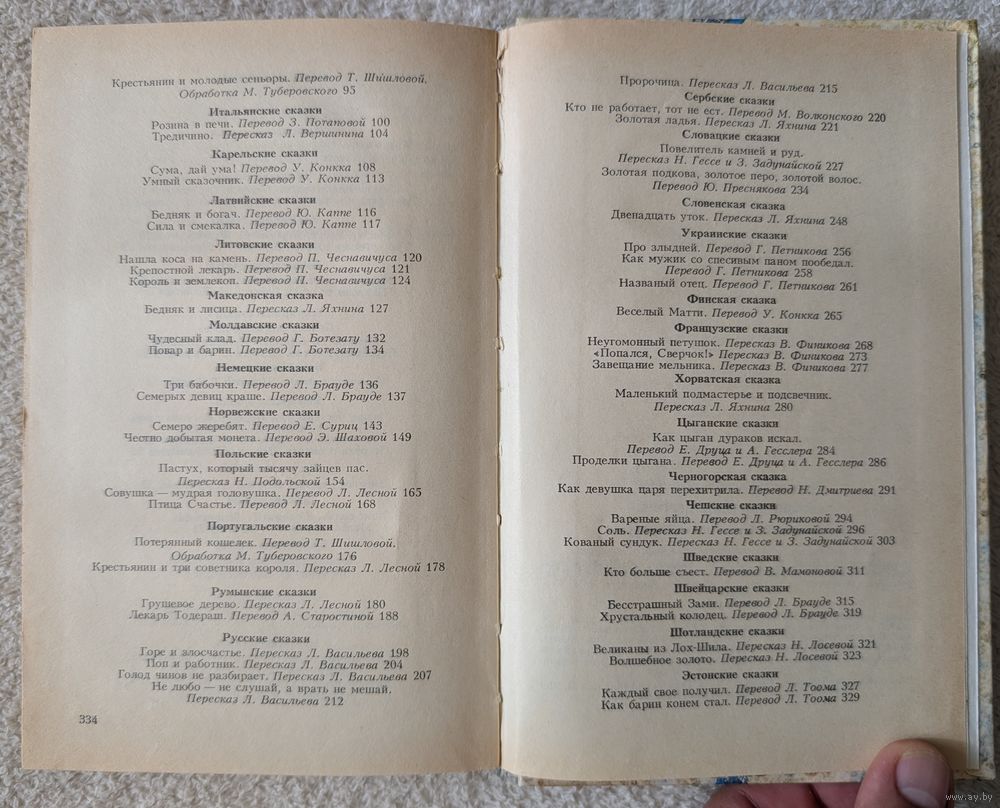 Крестьянин и молодые сеньоры. Перевод Т. Шишловой.
Обработка М. Туберовского 95
Итальянские сказки
Розина в печи. Перевод З. Потаповой 100
Тредичино. Пересказ Л. Вершинина 104
Карельские сказки
Сума, дай ума! Перевод У. Конкка 108
Умный сказочник. Перевод У. Конкка 113
Латвийские сказки
Бедняк и богач. Перевод Ю. Каппе 116
Сила и смекалка. Перевод Ю. Каппе 117
Литовские сказки
Нашла коса на камень. Перевод П. Чеснавичуса 120
Крепостной лекарь. Перевод П. Чеснавичуса 121
Король и землекоп. Перевод П. Чеснавичуса 124
Македонская сказка
Бедняк и лисица. Пересказ Л. Яхнина 127
Молдавские сказки
Чудесный клад. Перевод Г. Ботезату 132
Повар и барин. Перевод Г. Ботезату 134
Немецкие сказки
Три бабочки. Перевод Л. Брауде 136
Семерых девиц краше. Перевод Л. Брауде 137
Норвежские сказки
Семеро жеребят. Перевод Е. Суриц 143
Честно добытая монета. Перевод Э. Шаховой 149
Польские сказки
Пастух, который тысячу зайцев пас.
Пересказ Н. Подольской 154
Совушка — мудрая головушка. Перевод Л. Лесной 165
Птица Счастье. Перевод Л. Лесной 168
Португальские сказки
Потерянный кошелек. Перевод Т. Шишловой.
Обработка М. Туберовского 176
Крестьянин и три советника короля. Пересказ Л. Лесной 178
Румынские сказки
Грушевое дерево. Пересказ Л. Лесной 180
Лекарь Тодераш. Перевод А. Старостиной 188
Русские сказки
Горе и злосчастье. Пересказ Л. Васильева 198
Поп и работник. Пересказ Л. Васильева 204
Голод чинов не разбирает. Пересказ Л. Васильева 207
Не любо — не слушай, а врать не мешай.
Пересказ Л. Васильева 212
334
Пророчица. Пересказ Л. Васильева 215
Сербские сказки
Кто не работает, тот не ест. Перевод М. Волконского 220
Золотая ладья. Пересказ Л. Яхнина 221
Словацкие сказки
Повелитель камней и руд.
Пересказ Н. Гессе и З. Задунайской 227
Золотая подкова, золотое перо, золотой волос.
Перевод Ю. Преснякова 234
Словенская сказка
Двенадцать уток. Пересказ Л. Яхнина 248
Украинские сказки
Про злыдней. Перевод Г. Петникова 256
Как мужик со спесивым паном пообедал.
Перевод Г. Петникова 258
Названый отец. Перевод Г. Петникова 261
Финская сказка
Веселый Матти. Перевод У. Конкка 265
Французские сказки
Неугомонный петушок. Пересказ В. Финикова 268
«Попался, Сверчок!» Пересказ В. Финикова 273
Завещание мельника. Пересказ В. Финикова 277
Хорватская сказка
Маленький подмастерье и подсвечник.
Пересказ Л. Яхнина 280
Цыганские сказки
Как цыган дураков искал.
Перевод Е. Друца и А. Гесслера 284
Проделки цыгана. Перевод Е. Друца и А. Гесслера 286
Черногорская сказка
Как девушка царя перехитрила. Перевод Н. Дмитриева 291
Чешские сказки
Вареные яйца. Перевод Л. Рюриковой 294
Соль. Пересказ Н. Гессе и З. Задунайской 296
Кованый сундук. Пересказ Н. Гессе и З. Задунайской 303
Шведские сказки
Кто больше съест. Перевод В. Мамоновой 311
Швейцарские сказки
Бесстрашный Зами. Перевод Л. Брауде 315
Хрустальный колодец. Перевод Л. Брауде 319
Шотландские сказки
Великаны из Лох-Шила. Пересказ Н. Лосевой 321
Волшебное золото. Пересказ Н. Лосевой 323
Эстонские сказки
Каждый свое получил. Перевод Л. Тоома 327
Как барин конем стал. Перевод Л. Тоома 329
www.ay.by